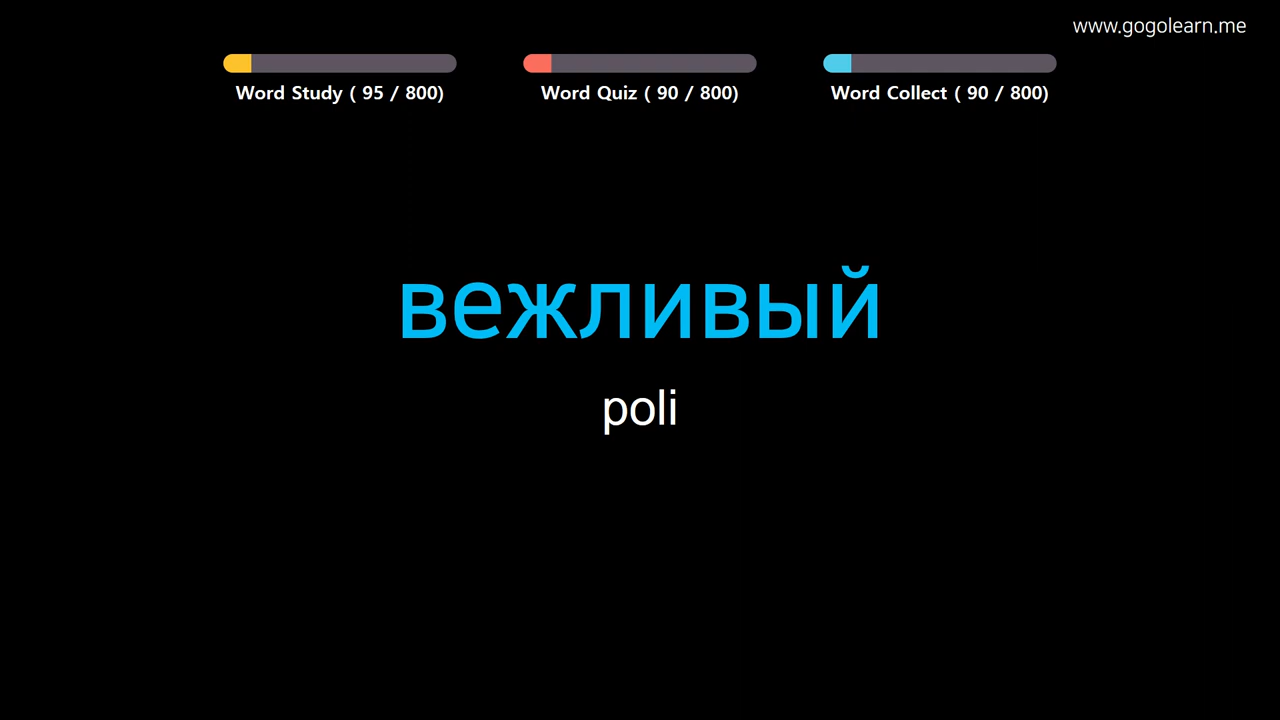 www.gogolearn.me
Word Study ( 95 / 800)
Word Quiz ( 90 / 800)
Word Collect ( 90 / 800)
вежливый
poli